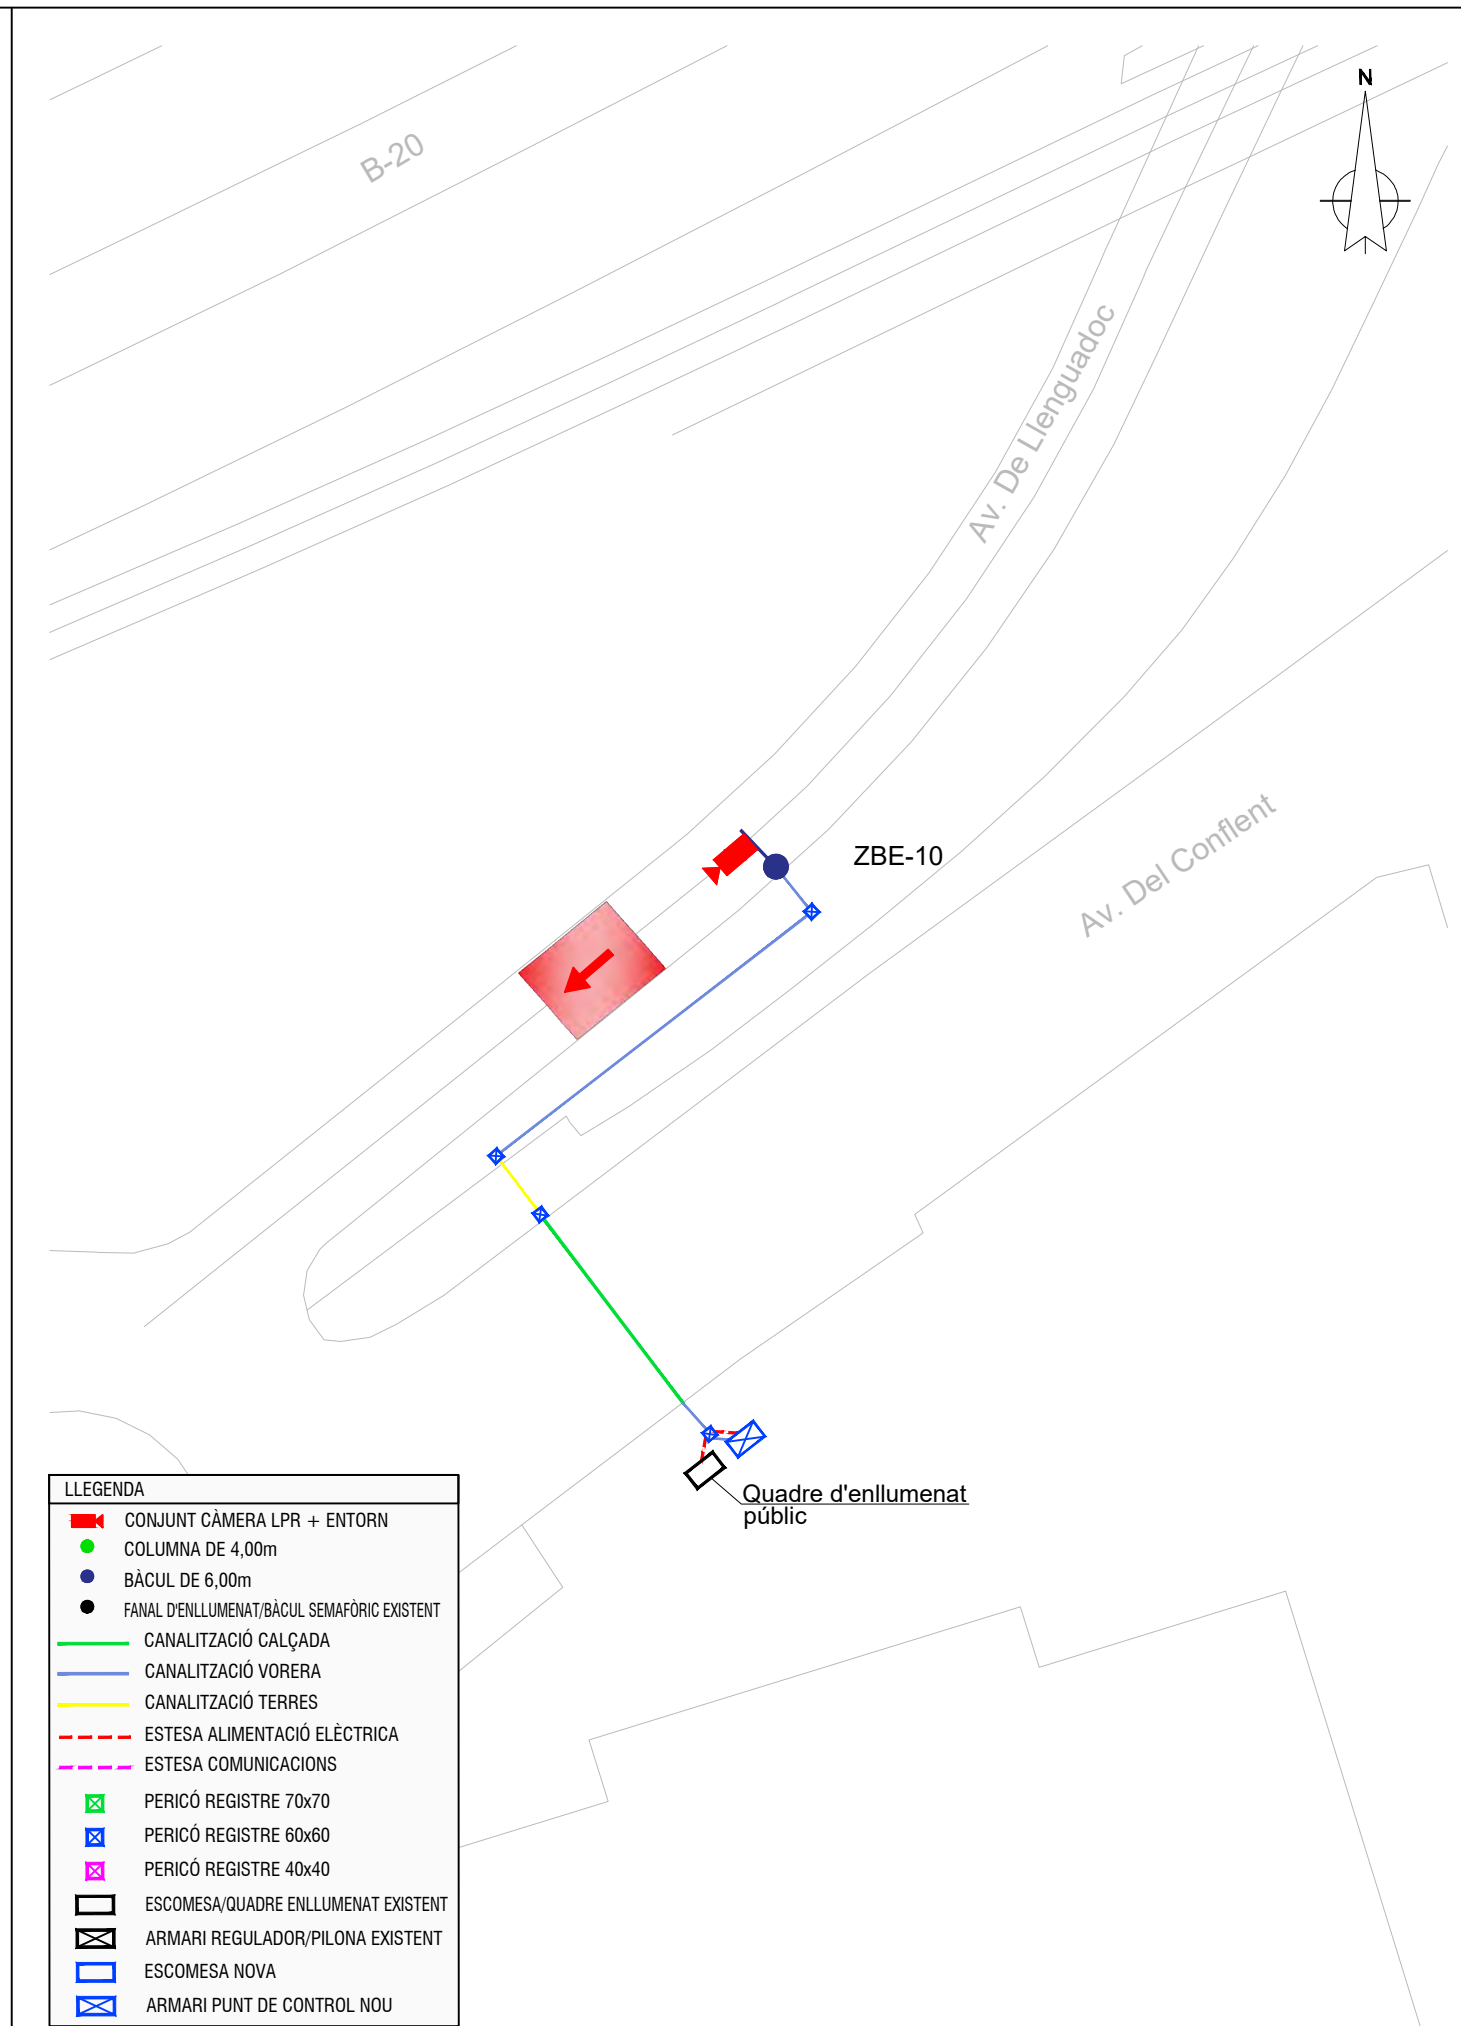 N
B-20
Av. De Llenguadoc
ZBE-10
Av. Del Conflent
Quadre d'enllumenat
públic
LLEGENDA
CONJUNT CÀMERA LPR + ENTORN
COLUMNA DE 4,00m
BÀCUL DE 6,00m
FANAL D'ENLLUMENAT/BÀCUL SEMAFÒRIC EXISTENT
CANALITZACIÓ CALÇADA
CANALITZACIÓ VORERA
CANALITZACIÓ TERRES
ESTESA ALIMENTACIÓ ELÈCTRICA
ESTESA COMUNICACIONS
PERICÓ REGISTRE 70x70
PERICÓ REGISTRE 60x60
PERICÓ REGISTRE 40x40
ESCOMESA/QUADRE ENLLUMENAT EXISTENT
ARMARI REGULADOR/PILONA EXISTENT
ESCOMESA NOVA
ARMARI PUNT DE CONTROL NOU